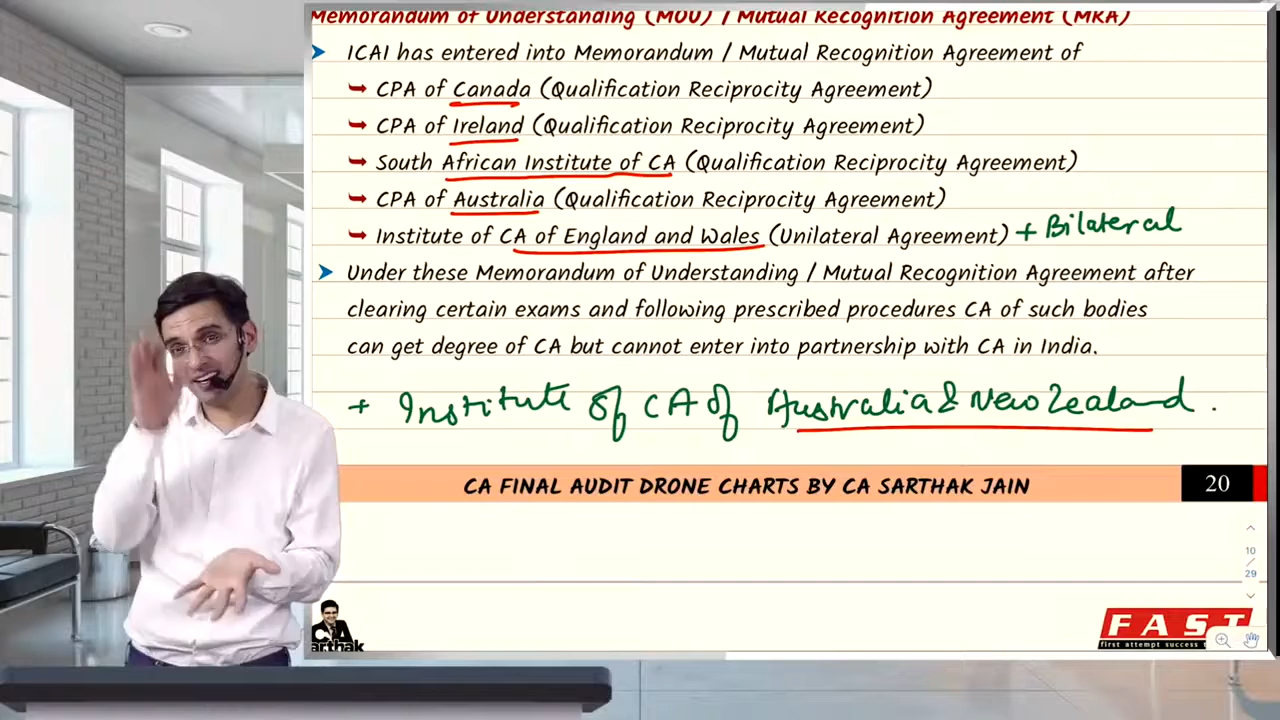 Memorandum of Understanding (MOU) / Mutual Recognition Agreement (MRA)
➤ ICAI has entered into Memorandum / Mutual Recognition Agreement of
➥ CPA of Canada (Qualification Reciprocity Agreement)
➥ CPA of Ireland (Qualification Reciprocity Agreement)
➥ South African Institute of CA (Qualification Reciprocity Agreement)
➥ CPA of Australia (Qualification Reciprocity Agreement)
➥ Institute of CA of England and Wales (Unilateral Agreement) + Bilateral
➤ Under these Memorandum of Understanding / Mutual Recognition Agreement after
clearing certain exams and following prescribed procedures CA of such bodies
can get degree of CA but cannot enter into partnership with CA in India.
+ Institute of CA of Australia & New Zealand.
CA FINAL AUDIT DRONE CHARTS BY CA SARTHAK JAIN
20
10
/
29
CA
arthak
FAST
first attempt success